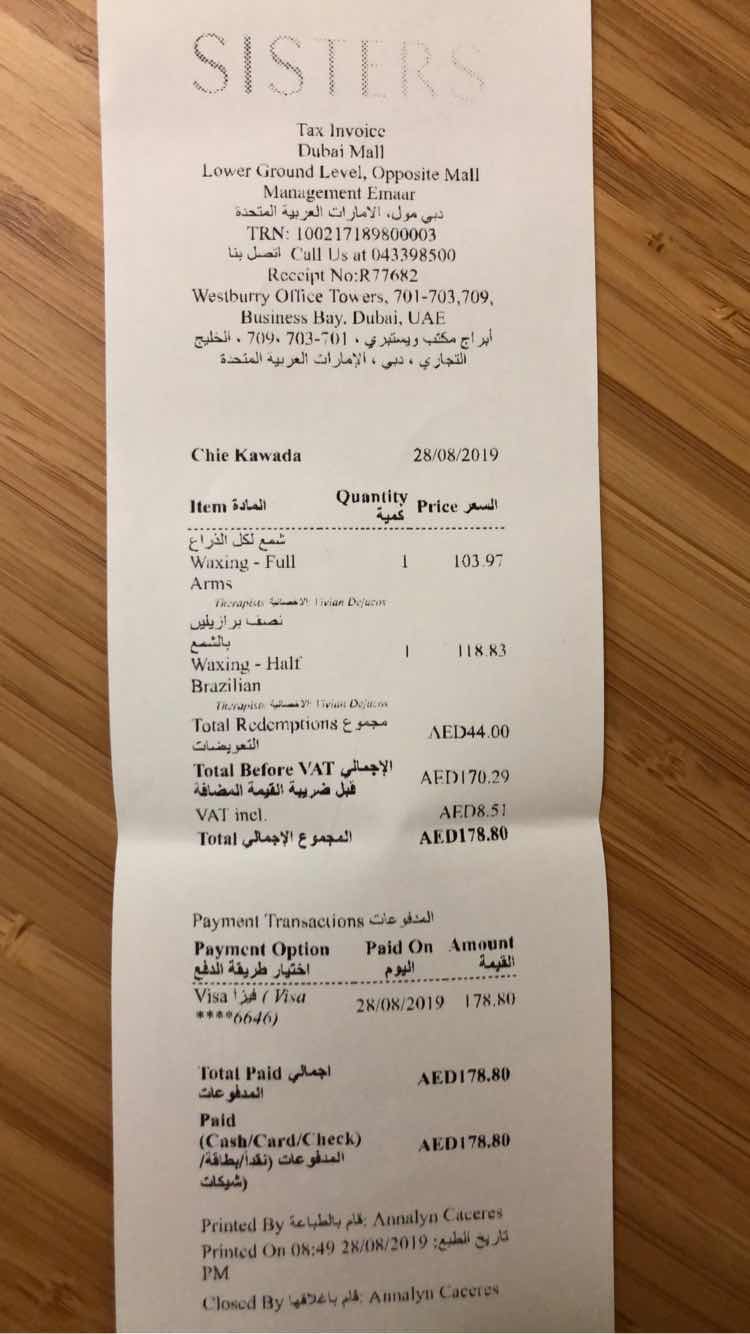 SISTERS
Tax Invoice
Dubai Mall
Lower Ground Level, Opposite Mall
Management Emaar
دبي مول، الامارات العربية المتحدة
TRN: 100217189800003
اتصل بنا Call Us at 043398500
Receipt No:R77682
Westburry Office Towers, 701-703,709,
Business Bay, Dubai, UAE
أبراج مكتب ويستبري ، 701-703 ،709 ، الخليج
التجاري ، دبي ، الإمارات العربية المتحدة
Chie Kawada 28/08/2019
Item المادة Quantity كمية Price السعر
شمع لكل الذراع
Waxing - Full 1 103.97
Arms
Therapists الاخصائية: Vivian Dejucos
نصف برازيلين
بالشمع
Waxing - Half 1 118.83
Brazilian
Therapists الاخصائية: Vivian Dejucos
Total Redemptions مجموع AED44.00
التعويضات
Total Before VAT الإجمالي AED170.29
قبل ضريبة القيمة المضافة
VAT incl. AED8.51
Total المجموع الإجمالي AED178.80
Payment Transactions المدفوعات
Payment Option Paid On Amount
اختيار طريقة الدفع اليوم القيمة
Visa فيزا ( Visa 28/08/2019 178.80
****6646)
Total Paid اجمالي AED178.80
المدفوعات
Paid
(Cash/Card/Check) AED178.80
المدفوعات (نقدا/بطاقة/
شيكات)
Printed By قام بالطباعة: Annalyn Caceres
Printed On 08:49 28/08/2019 :تاريخ الطبع
PM
Closed By قام باغلاقها: Annalyn Caceres